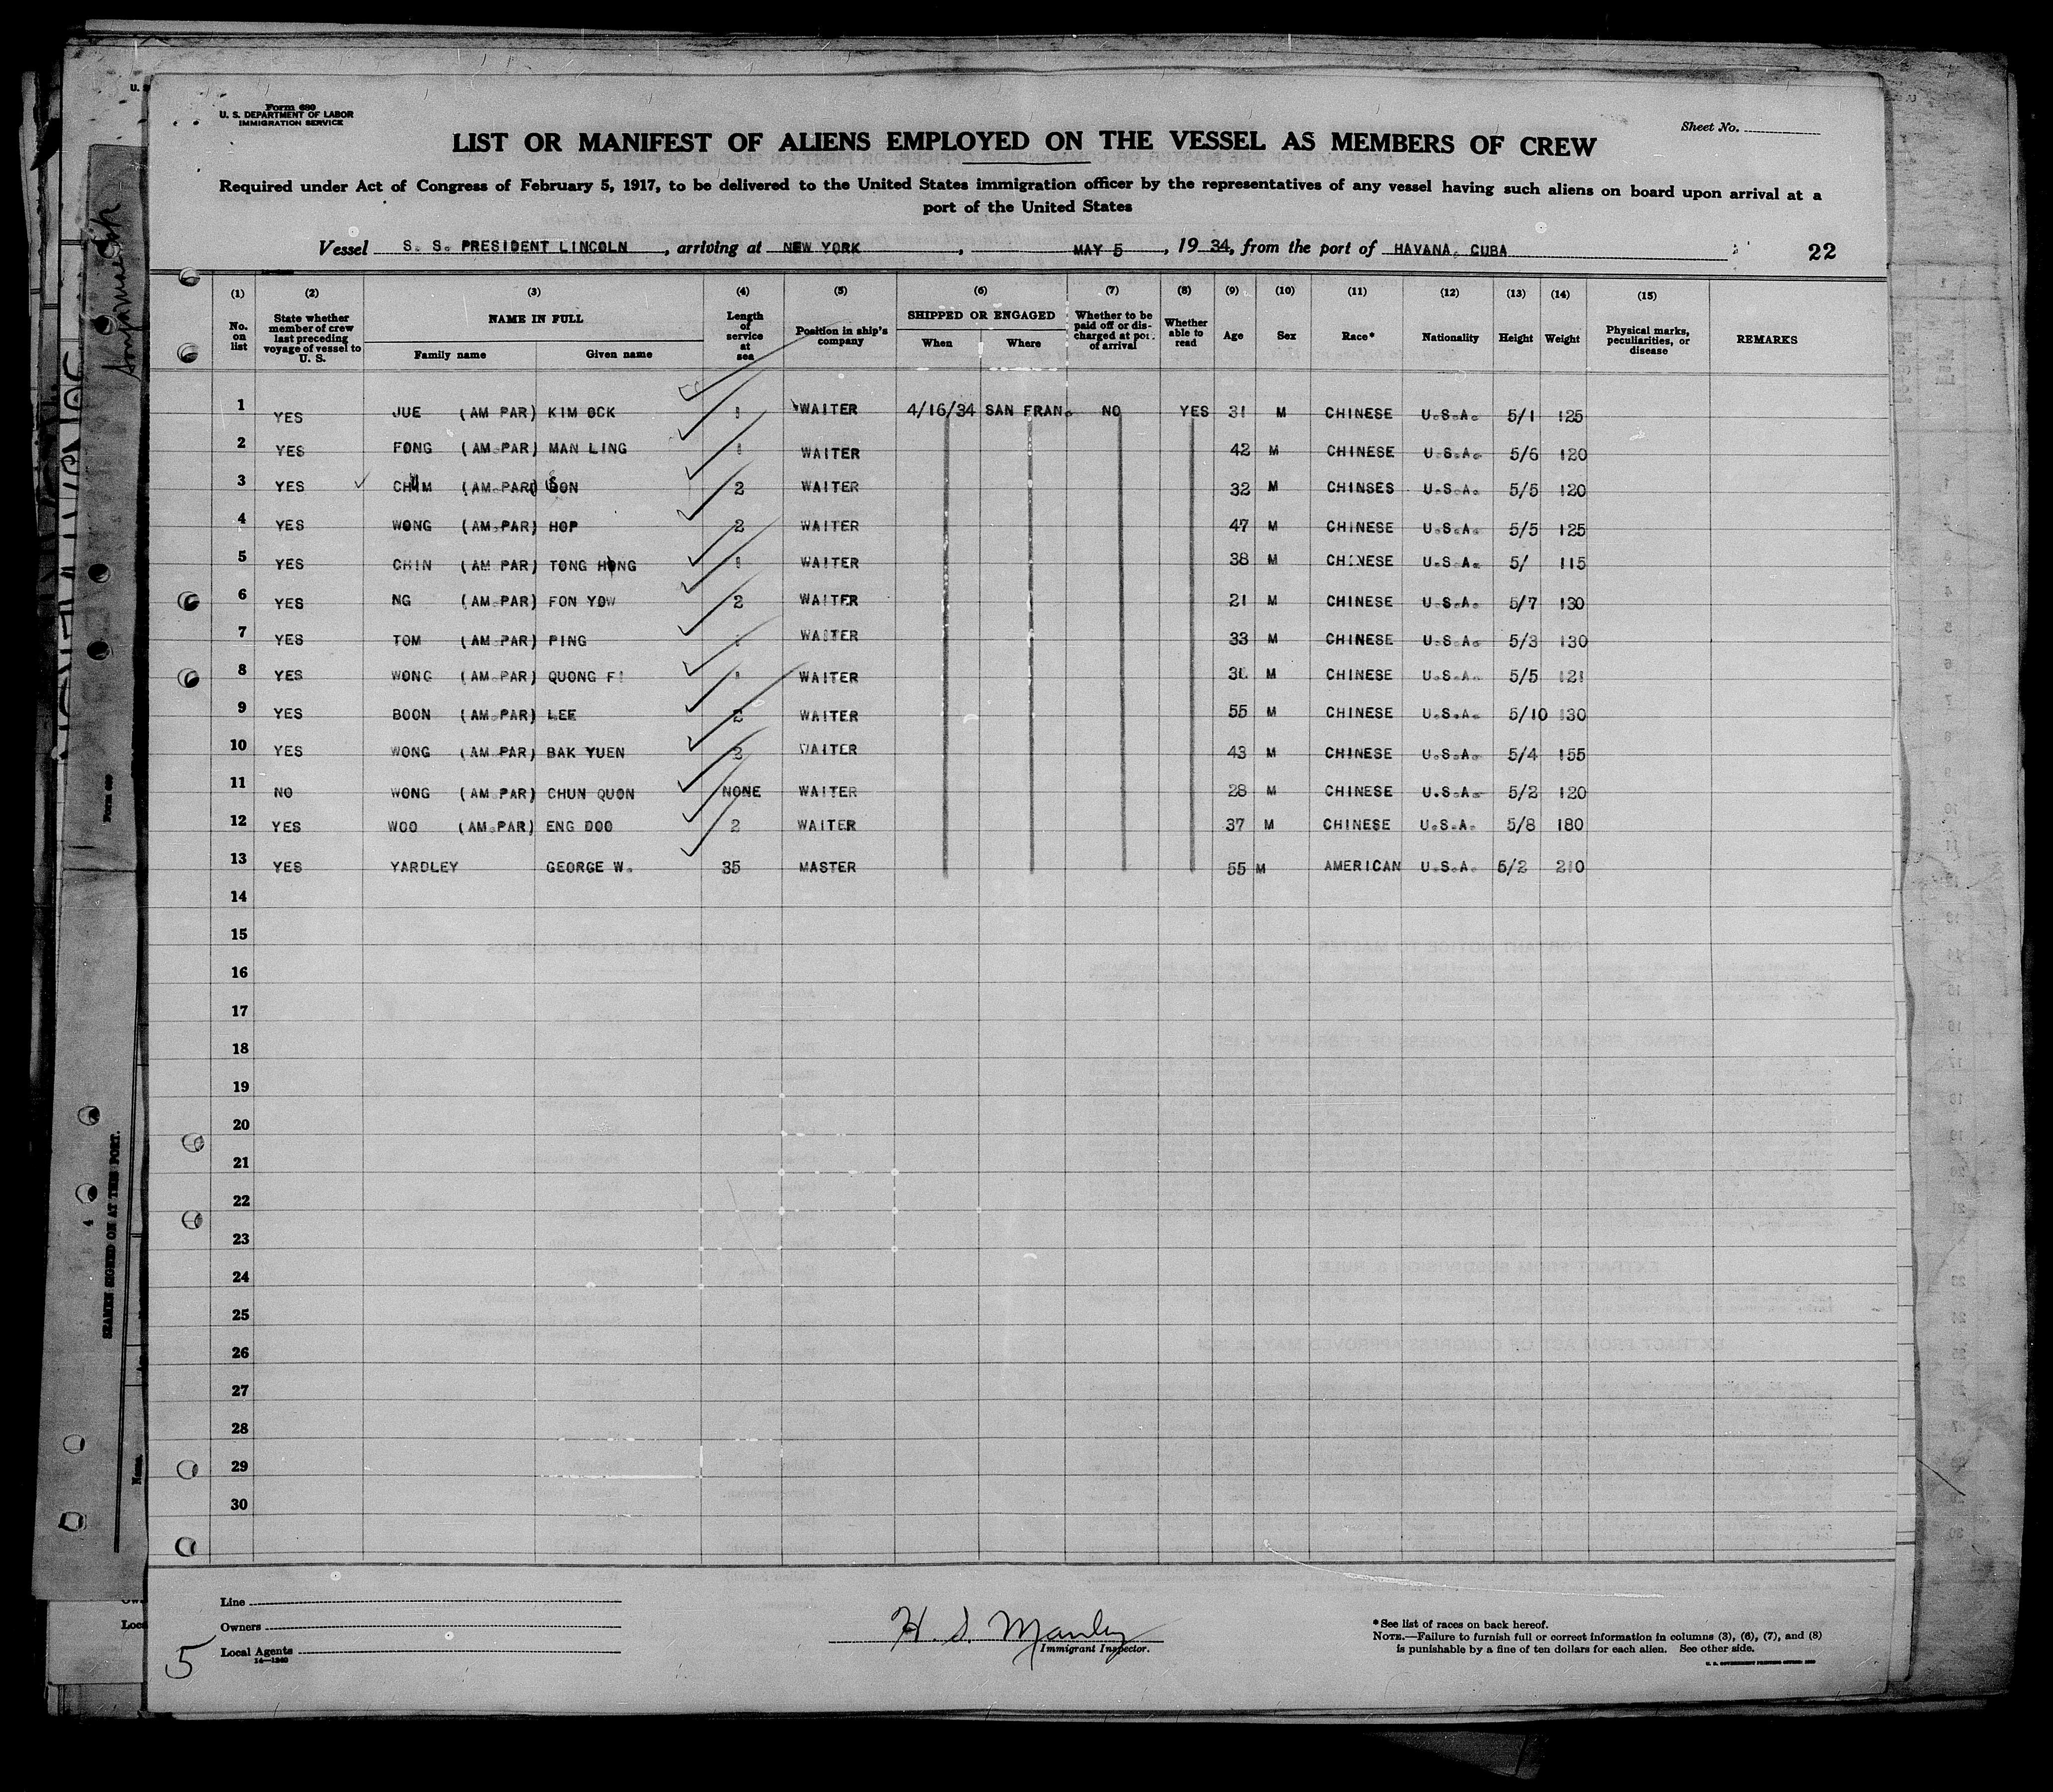 Form 680
U. S. DEPARTMENT OF LABOR
IMMIGRATION SERVICE
Sheet No.
LIST OR MANIFEST OF ALIENS EMPLOYED ON THE VESSEL AS MEMBERS OF CREW
Required under Act of Congress of February 5, 1917, to be delivered to the United States immigration officer by the representatives of any vessel having such aliens on board upon arrival at a
port of the United States
Vessel S. S. PRESIDENT LINCOLN, arriving at NEW YORK, MAY 5, 1934, from the port of HAVANA, CUBA 22
(1) (2) (3) (4) (5) (6) (7) (8) (9) (10) (11) (12) (13) (14) (15)
No. on list State whether member of crew last preceding voyage of vessel to U. S. NAME IN FULL Family name Given name Length of service at sea Position in ship's company SHIPPED OR ENGAGED When Where Whether to be paid off or discharged at port of arrival Whether able to read Age Sex Race* Nationality Height Weight Physical marks, peculiarities, or disease REMARKS
1 YES JUE (AM PAR) KIM OCK 1 WAITER 4/16/34 SAN FRAN. NO YES 31 M CHINESE U.S.A. 5/1 125
2 YES FONG (AM.PAR) MAN LING 1 WAITER 42 M CHINESE U.S.A. 5/6 120
3 YES (AM.PAR) 2 WAITER 32 M CHINSES U.S.A. 5/5 120
4 YES WONG (AM.PAR) HOP 2 WAITER 47 M CHINESE U.S.A. 5/5 125
5 YES CHIN (AM PAR) TONG HONG 1 WAITER 38 M CHINESE U.S.A. 5/ 115
6 YES NG (AM.PAR) FON YOW 2 WAITER 21 M CHINESE U.S.A. 5/7 130
7 YES TOM (AM.PAR) PING WAITER 33 M CHINESE U.S.A. 5/3 130
8 YES WONG (AM.PAR) QUONG FI 1 WAITER M CHINESE U.S.A. 5/5 121
9 YES BOON (AM.PAR) LEE 2 WAITER 55 M CHINESE U.S.A. 5/10 130
10 YES WONG (AM.PAR) BAK YUEN 2 WAITER 43 M CHINESE U.S.A. 5/4 155
11 NO WONG (AM.PAR) CHUN QUON NONE WAITER 28 M CHINESE U.S.A. 5/2 120
12 YES WOO (AM.PAR) ENG DOO 2 WAITER 37 M CHINESE U.S.A. 5/8 180
13 YES YARDLEY GEORGE W. 35 MASTER 55 M AMERICAN U.S.A. 5/2 210
14
15
16
17
18
19
20
21
22
23
24
25
26
27
28
29
30
Line
Owners
Local Agents
14—1240
H. S. Manley
Immigrant Inspector.
*See list of races on back hereof.
NOTE.—Failure to furnish full or correct information in columns (3), (6), (7), and (8)
is punishable by a fine of ten dollars for each alien. See other side.
5
SEAMEN SIGNED ON AT THIS PORT.
Name.